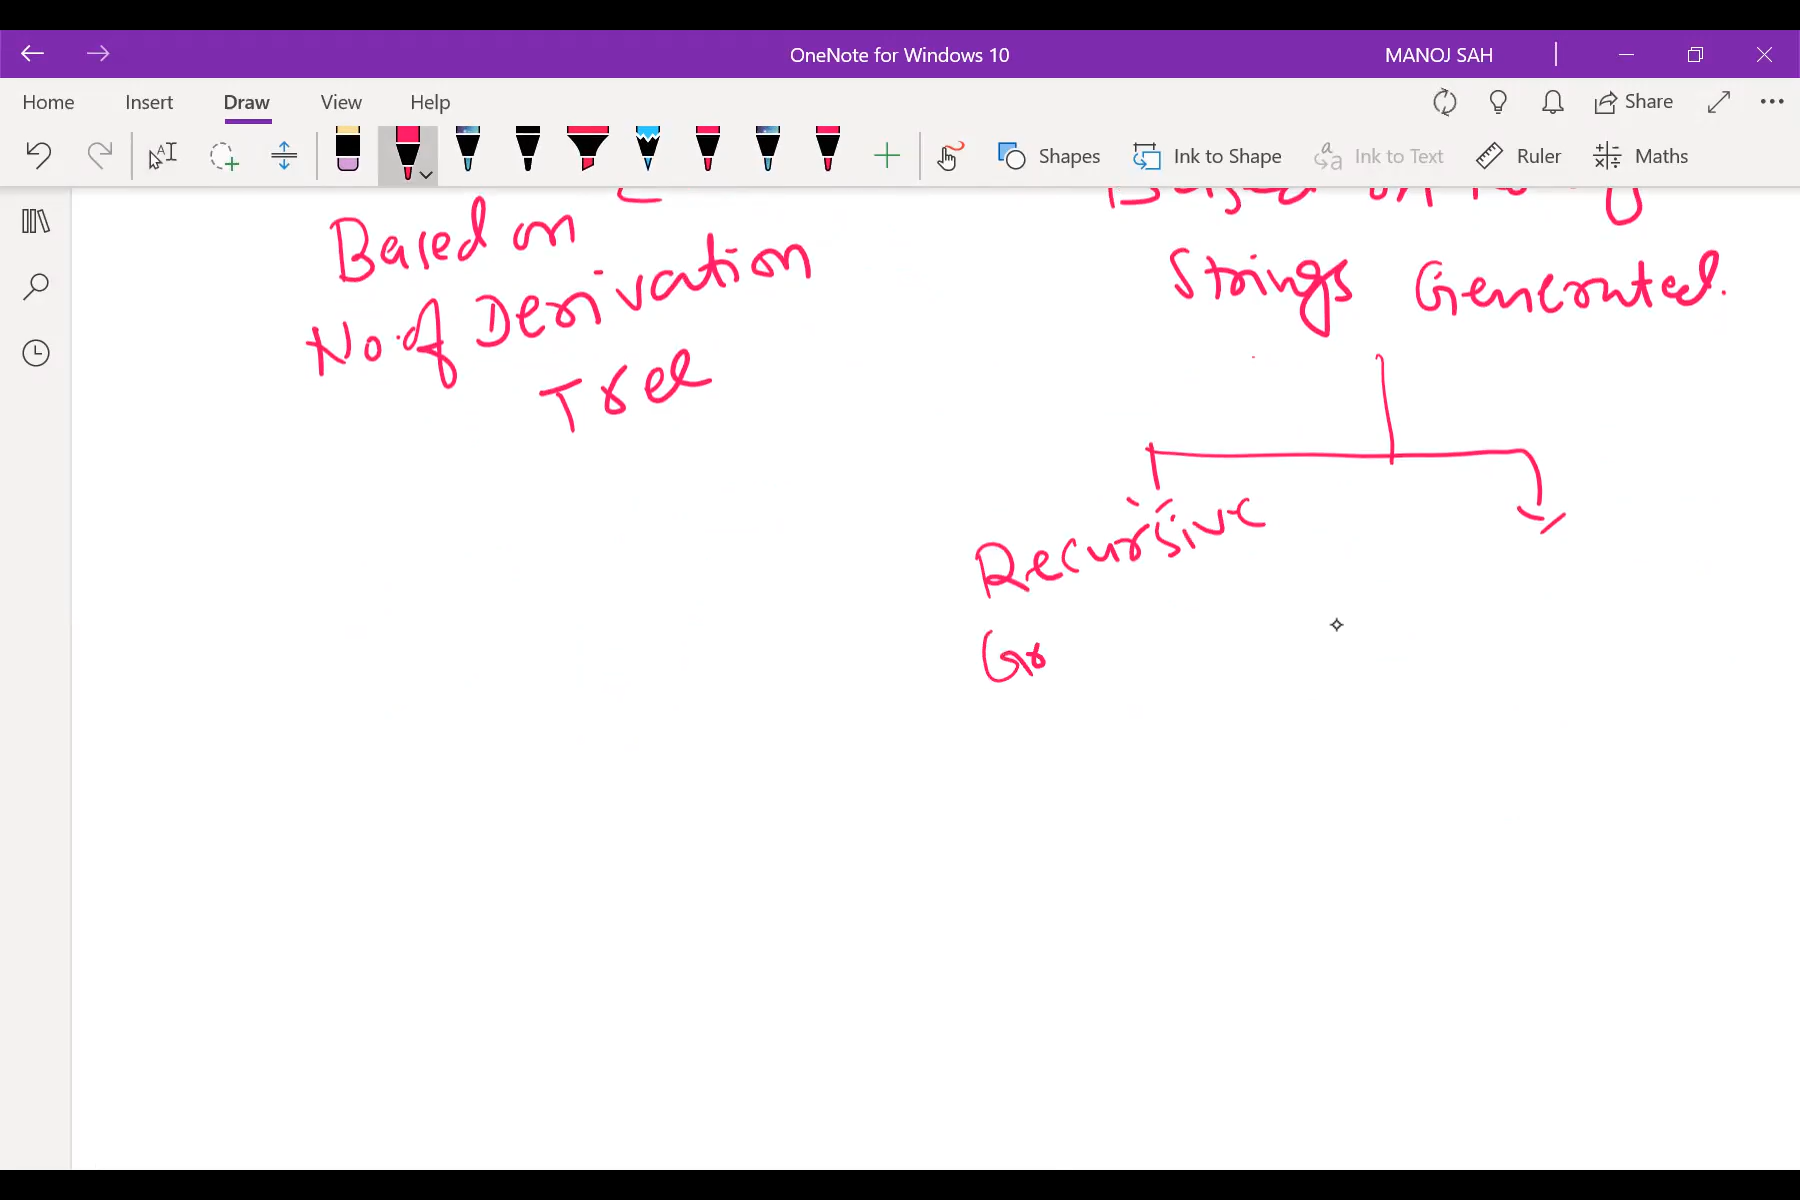 OneNote for Windows 10
MANOJ SAH
Home Insert Draw View Help
Share
Shapes Ink to Shape Ink to Text Ruler Maths
Based on
No. of Derivation
Tree
Strings Generated.
Recursive
Gr